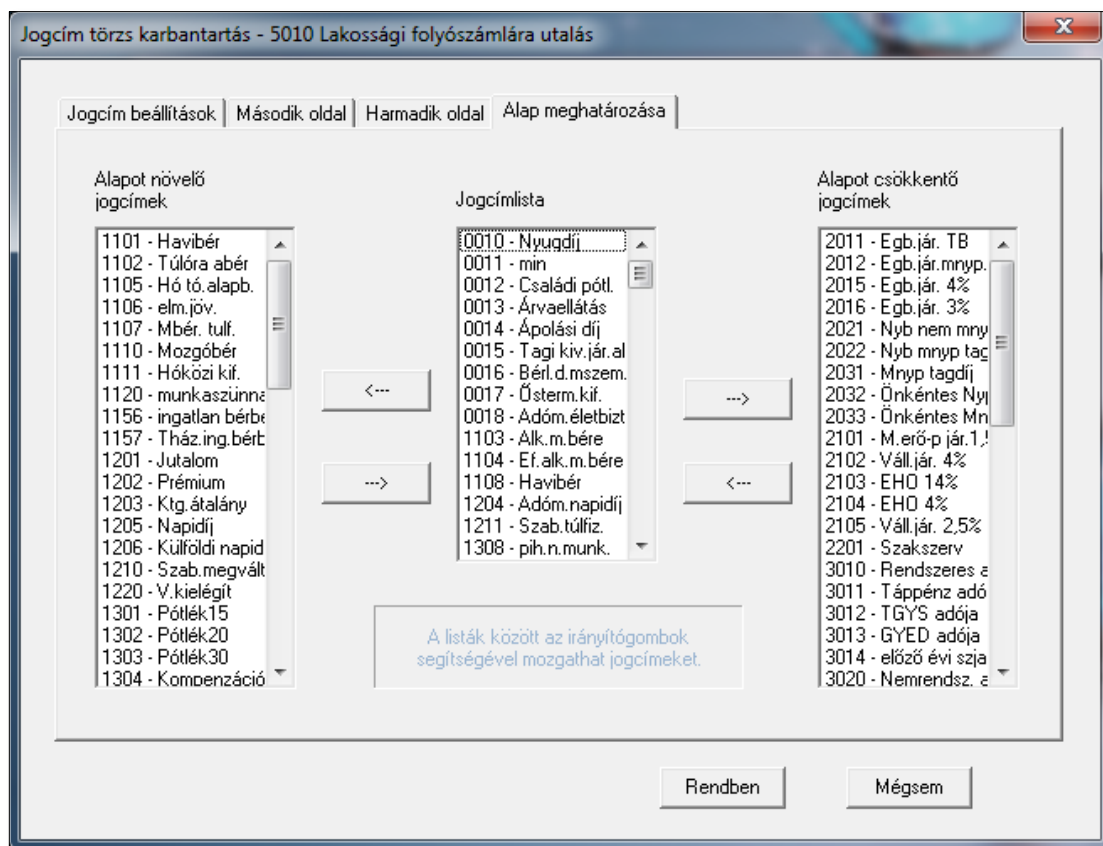 Jogcím törzs karbantartás - 5010 Lakossági folyószámlára utalás
Jogcím beállítások
Második oldal
Harmadik oldal
Alap meghatározása
Alapot növelő
jogcímek
1101 - Havibér
1102 - Túlóra abér
1105 - Hó tó.alapb.
1106 - elm.jöv.
1107 - Mbér. tulf.
1110 - Mozgóbér
1111 - Hóközi kif.
1120 - munkaszünna
1156 - ingatlan bérbe
1157 - Tház.ing.bérb
1201 - Jutalom
1202 - Prémium
1203 - Ktg.átalány
1205 - Napidíj
1206 - Külföldi napid
1210 - Szab.megvált
1220 - V.kielégít
1301 - Pótlék15
1302 - Pótlék20
1303 - Pótlék30
1304 - Kompenzáció
<---
--->
Jogcímlista
0010 - Nyugdíj
0011 - min
0012 - Családi pótl.
0013 - Árvaellátás
0014 - Ápolási díj
0015 - Tagi kiv.jár.al
0016 - Bérl.d.mszem.
0017 -Ősterm.kif.
0018 - Adóm.életbizt
1103 - Alk.m.bére
1104 - Ef.alk.m.bére
1108 - Havibér
1204 - Adóm.napidíj
1211 - Szab.túlfiz.
1308 - pih.n.munk.
A listák között az irányítógombok
segítségével mozgathat jogcímeket.
--->
<---
Alapot csökkentő
jogcímek
2011 - Egb.jár. TB
2012 - Egb.jár.mnyp.
2015 - Egb.jár. 4%
2016 - Egb.jár. 3%
2021 - Nyb nem mny
2022 - Nyb mnyp tag
2031 - Mnyp tagdíj
2032 - Önkéntes Nyp
2033 - Önkéntes Mn
2101 - M.erő-p jár.1,5
2102 - Váll.jár. 4%
2103 - EHO 14%
2104 - EHO 4%
2105 - Váll.jár. 2,5%
2201 - Szakszerv
3010 - Rendszeres a
3011 - Táppénz adó
3012 - TGYS adója
3013 - GYED adója
3014 - előző évi szja
3020 - Nemrendsz. a
Rendben
Mégsem